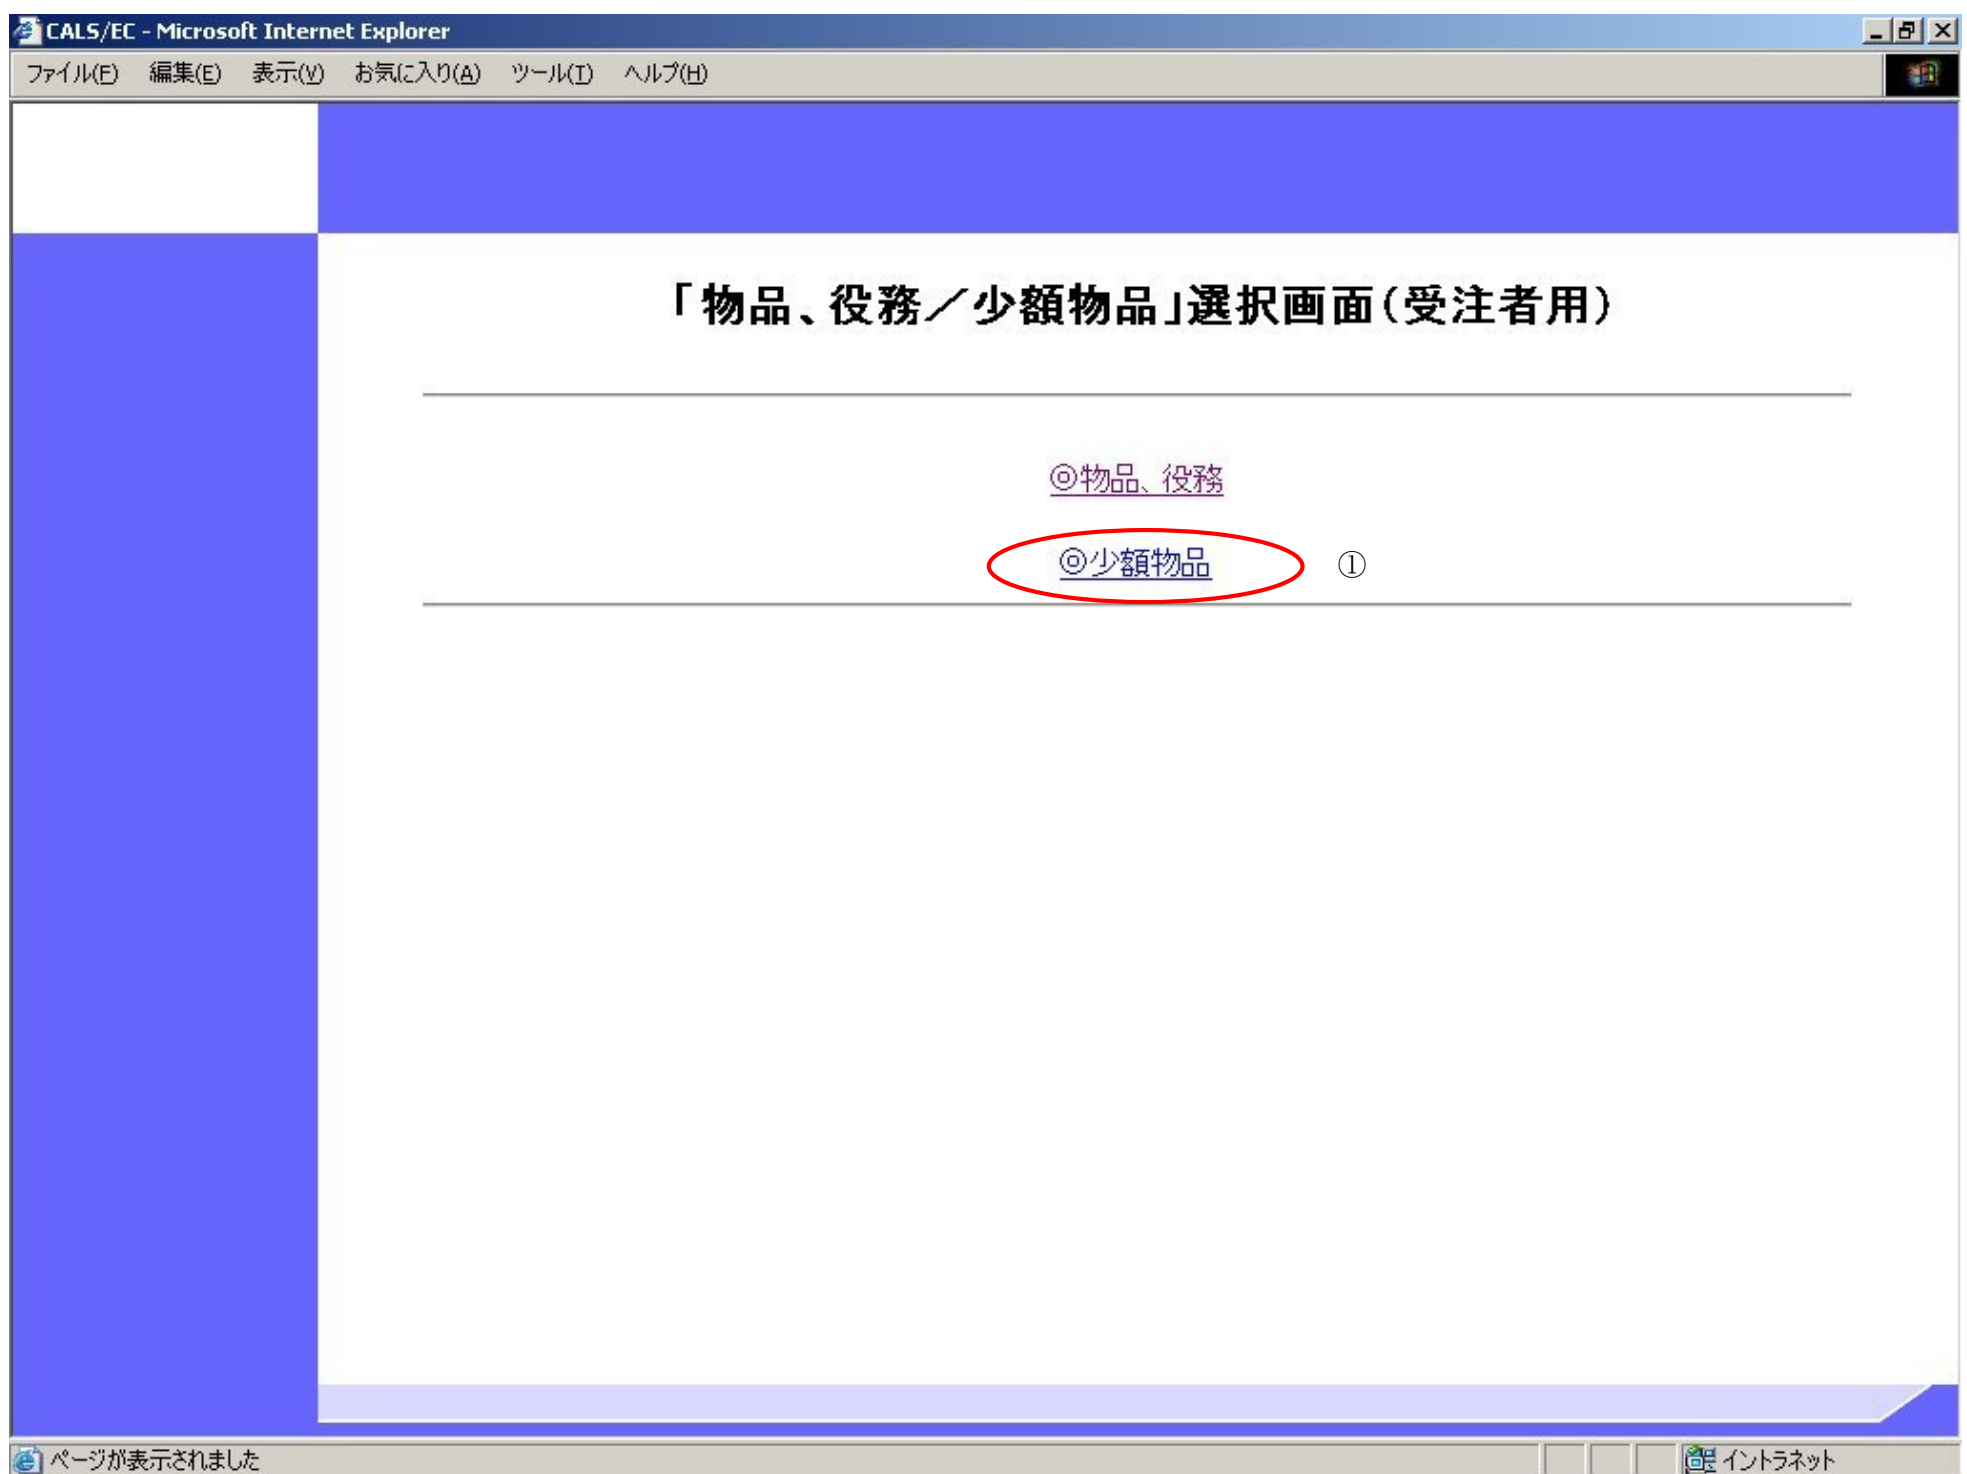 CALS/EC - Microsoft Internet Explorer
ファイル(F) 編集(E) 表示(V) お気に入り(A) ツール(T) ヘルプ(H)
「物品、役務／少額物品」選択画面(受注者用)
◎物品、役務
◎少額物品 ①
ページが表示されました イントラネット